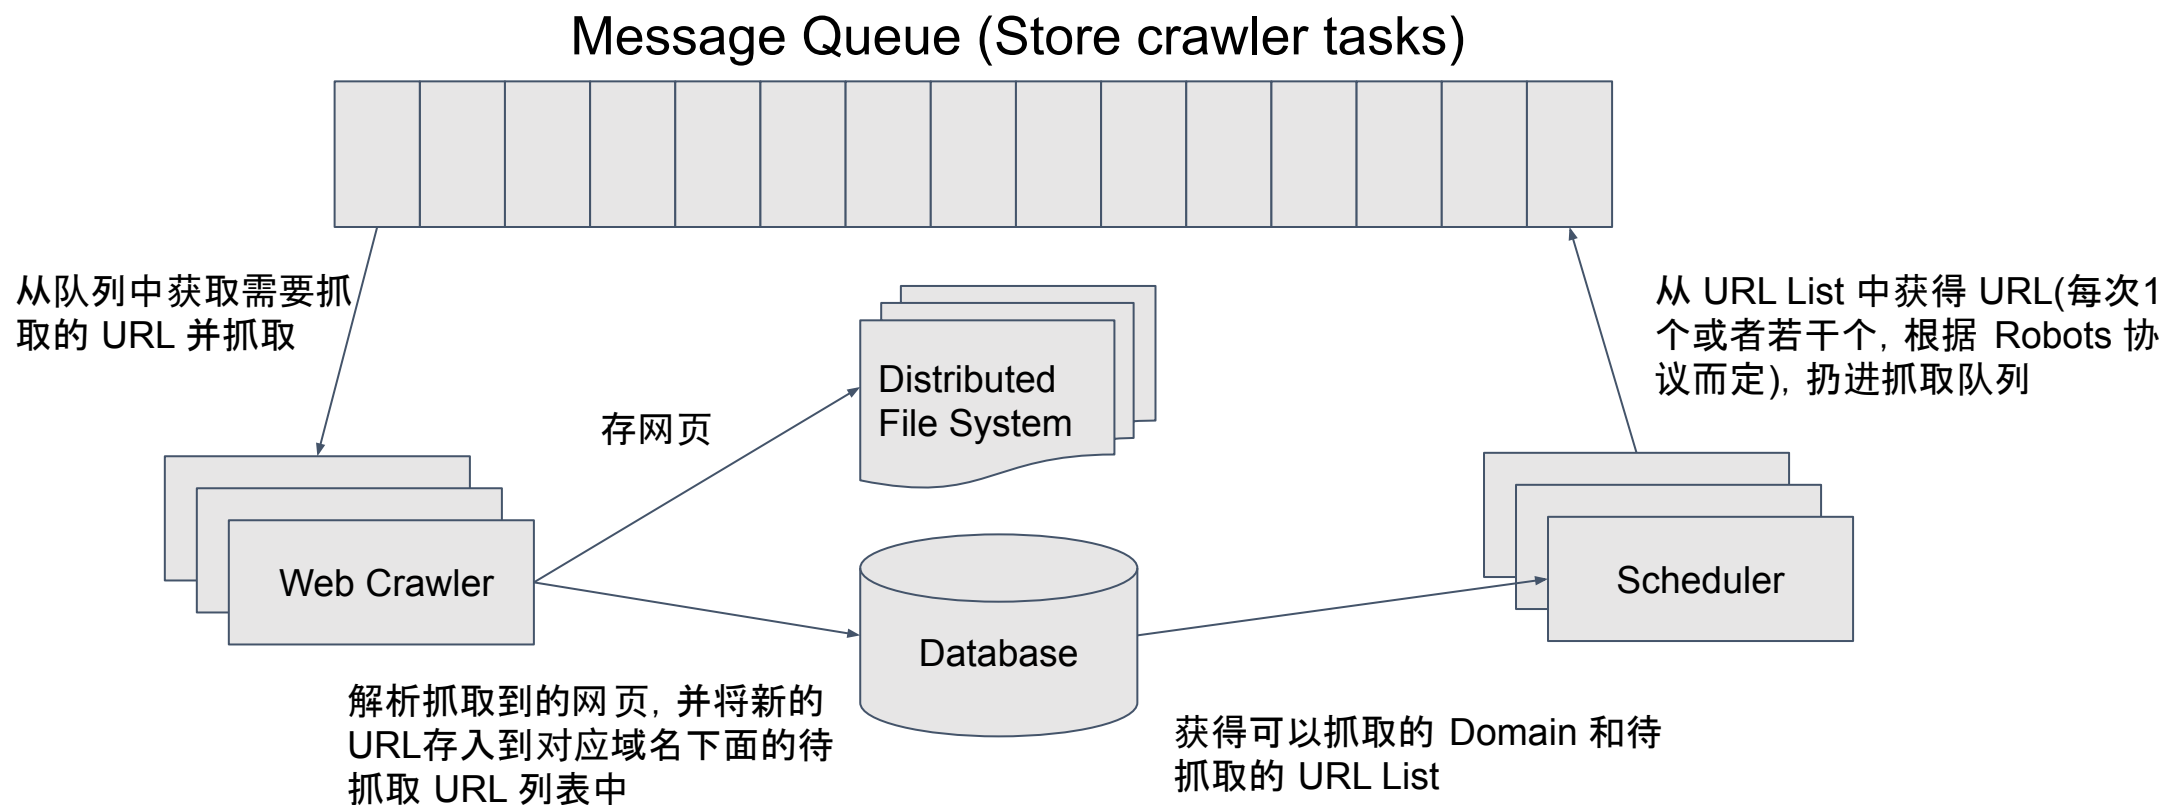 Message Queue (Store crawler tasks)
从队列中获取需要抓
取的 URL 并抓取
从 URL List 中获得 URL(每次1
个或者若干个, 根据 Robots 协
议而定), 扔进抓取队列
存网页
Distributed
File System
Web Crawler
Database
Scheduler
解析抓取到的网页, 并将新的
URL存入到对应域名下面的待
抓取 URL 列表中
获得可以抓取的 Domain 和待
抓取的 URL List